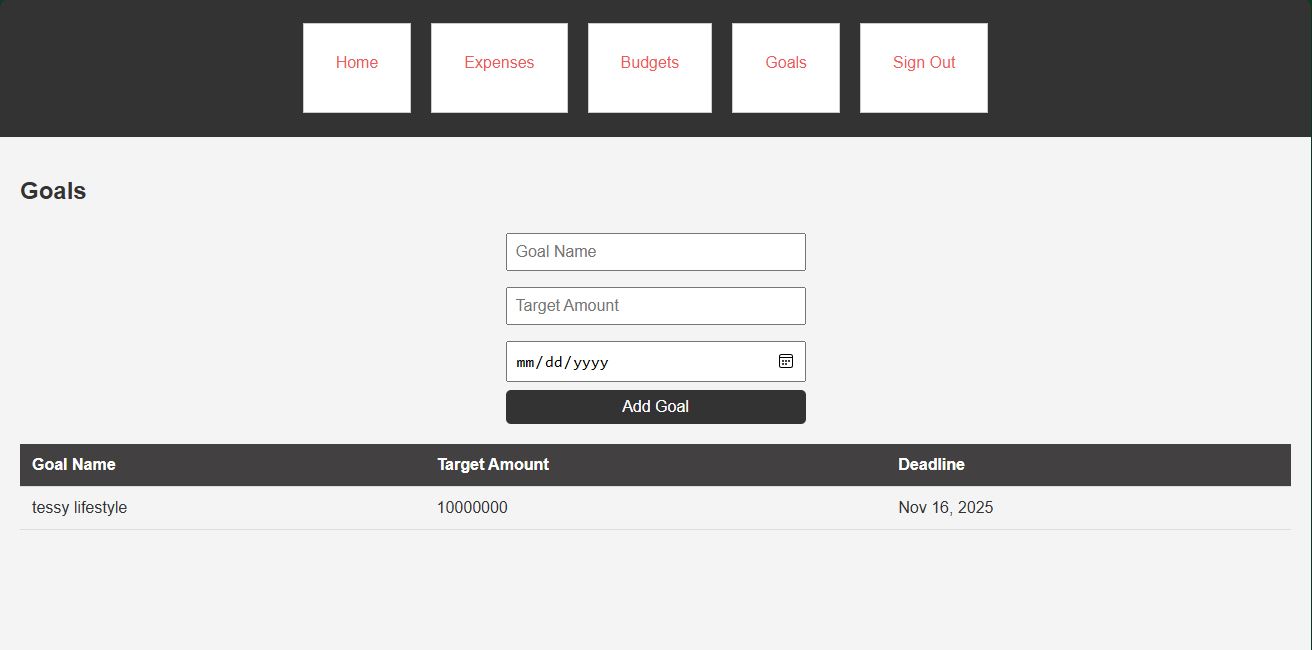 Home Expenses Budgets Goals Sign Out
Goals
Goal Name
Target Amount
mm/dd/yyyy
Add Goal
Goal Name Target Amount Deadline
tessy lifestyle 10000000 Nov 16, 2025